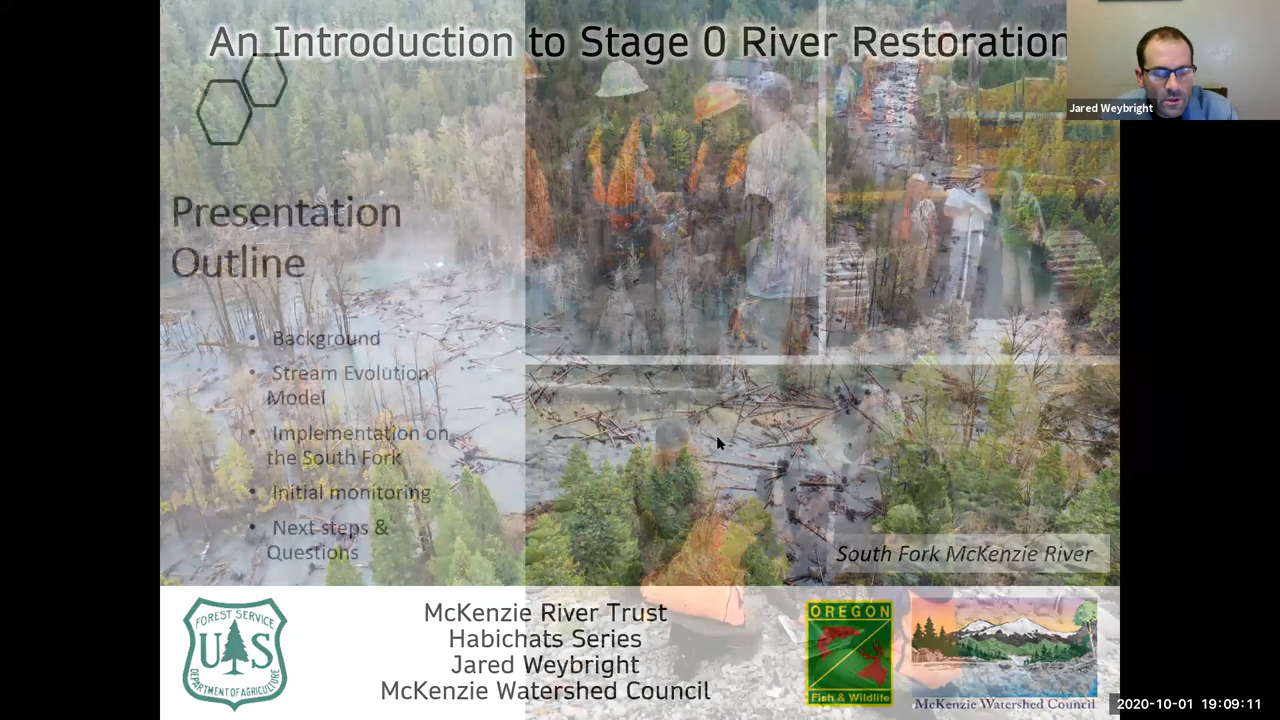 An Introduction to Stage 0 River Restoration
Jared Weybright
Presentation
Outline
• Background
• Stream Evolution
Model
• Implementation on
the South Fork
• Initial monitoring
• Next steps &
Questions
South Fork McKenzie River
FOREST SERVICE
U S
DEPARTMENT OF AGRICULTURE
McKenzie River Trust
Habichats Series
Jared Weybright
McKenzie Watershed Council
OREGON
Fish & Wildlife
McKenzie Watershed Council
2020-10-01 19:09:11